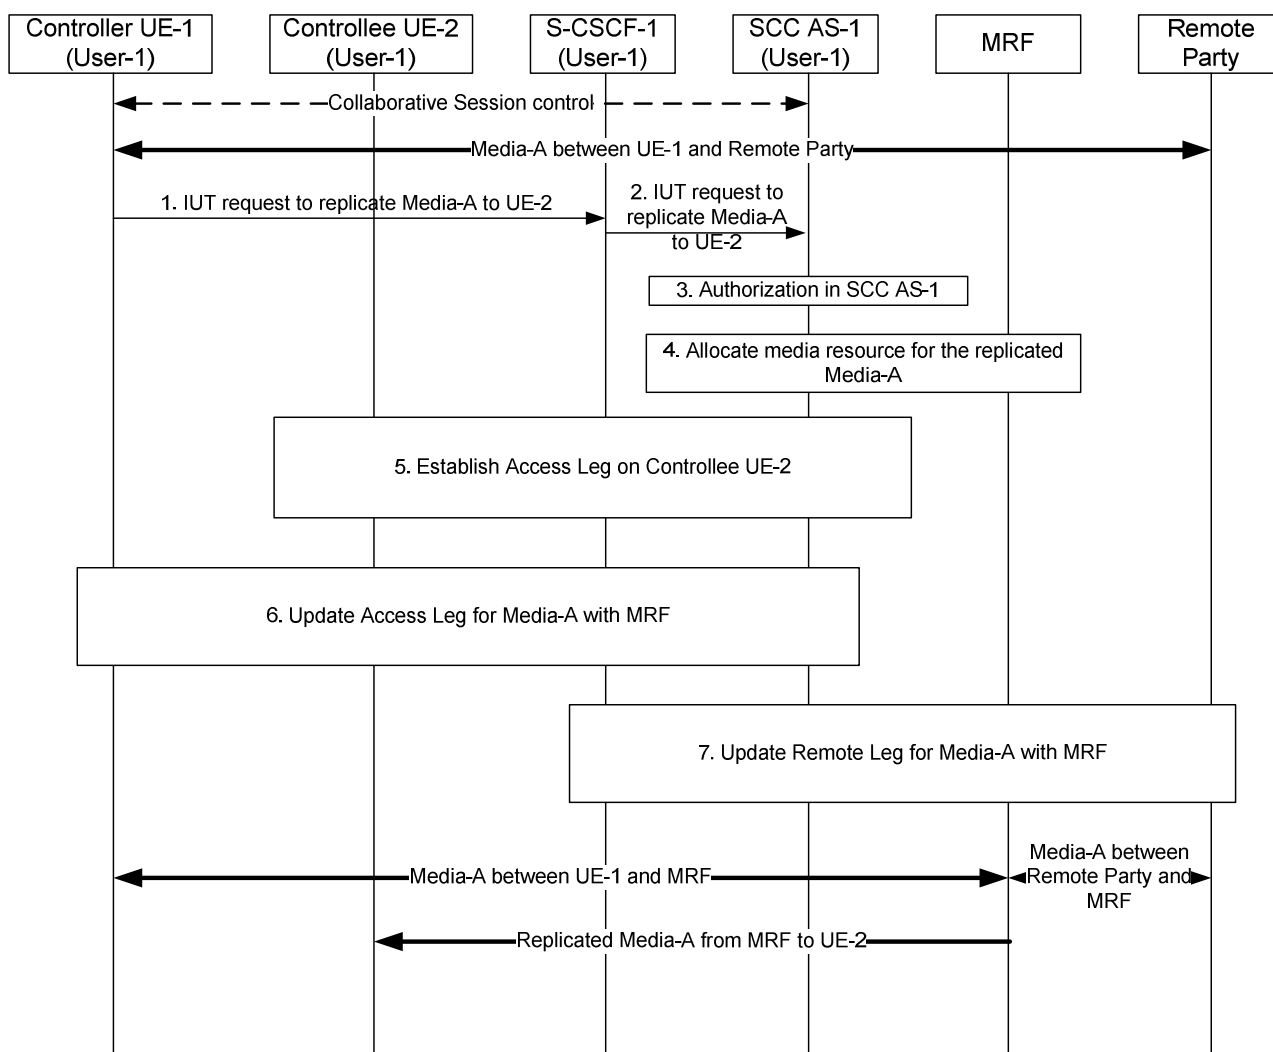 Controller UE-1
(User-1)
Controllee UE-2
(User-1)
S-CSCF-1
(User-1)
SCC AS-1
(User-1)
MRF
Remote
Party
Collaborative Session control
Media-A between UE-1 and Remote Party
1. IUT request to replicate Media-A to UE-2
2. IUT request to
replicate Media-A
to UE-2
3. Authorization in SCC AS-1
4. Allocate media resource for the replicated
Media-A
5. Establish Access Leg on Controllee UE-2
6. Update Access Leg for Media-A with MRF
7. Update Remote Leg for Media-A with MRF
Media-A between UE-1 and MRF
Media-A between
Remote Party and
MRF
Replicated Media-A from MRF to UE-2